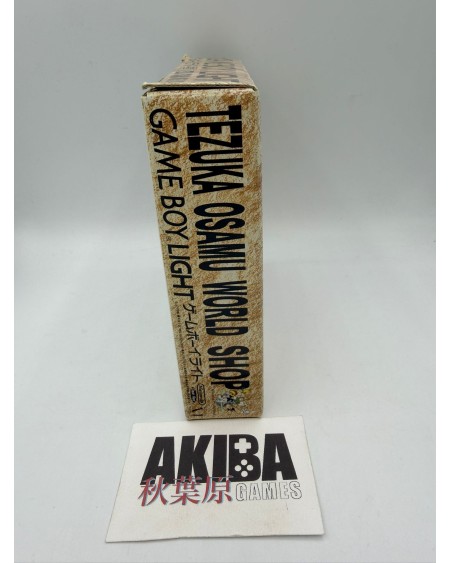 TEZUKA OSAMU WORLD SHOP
GAME BOY LIGHT ゲームボーイライト
AKIBA
秋葉原 GAMES